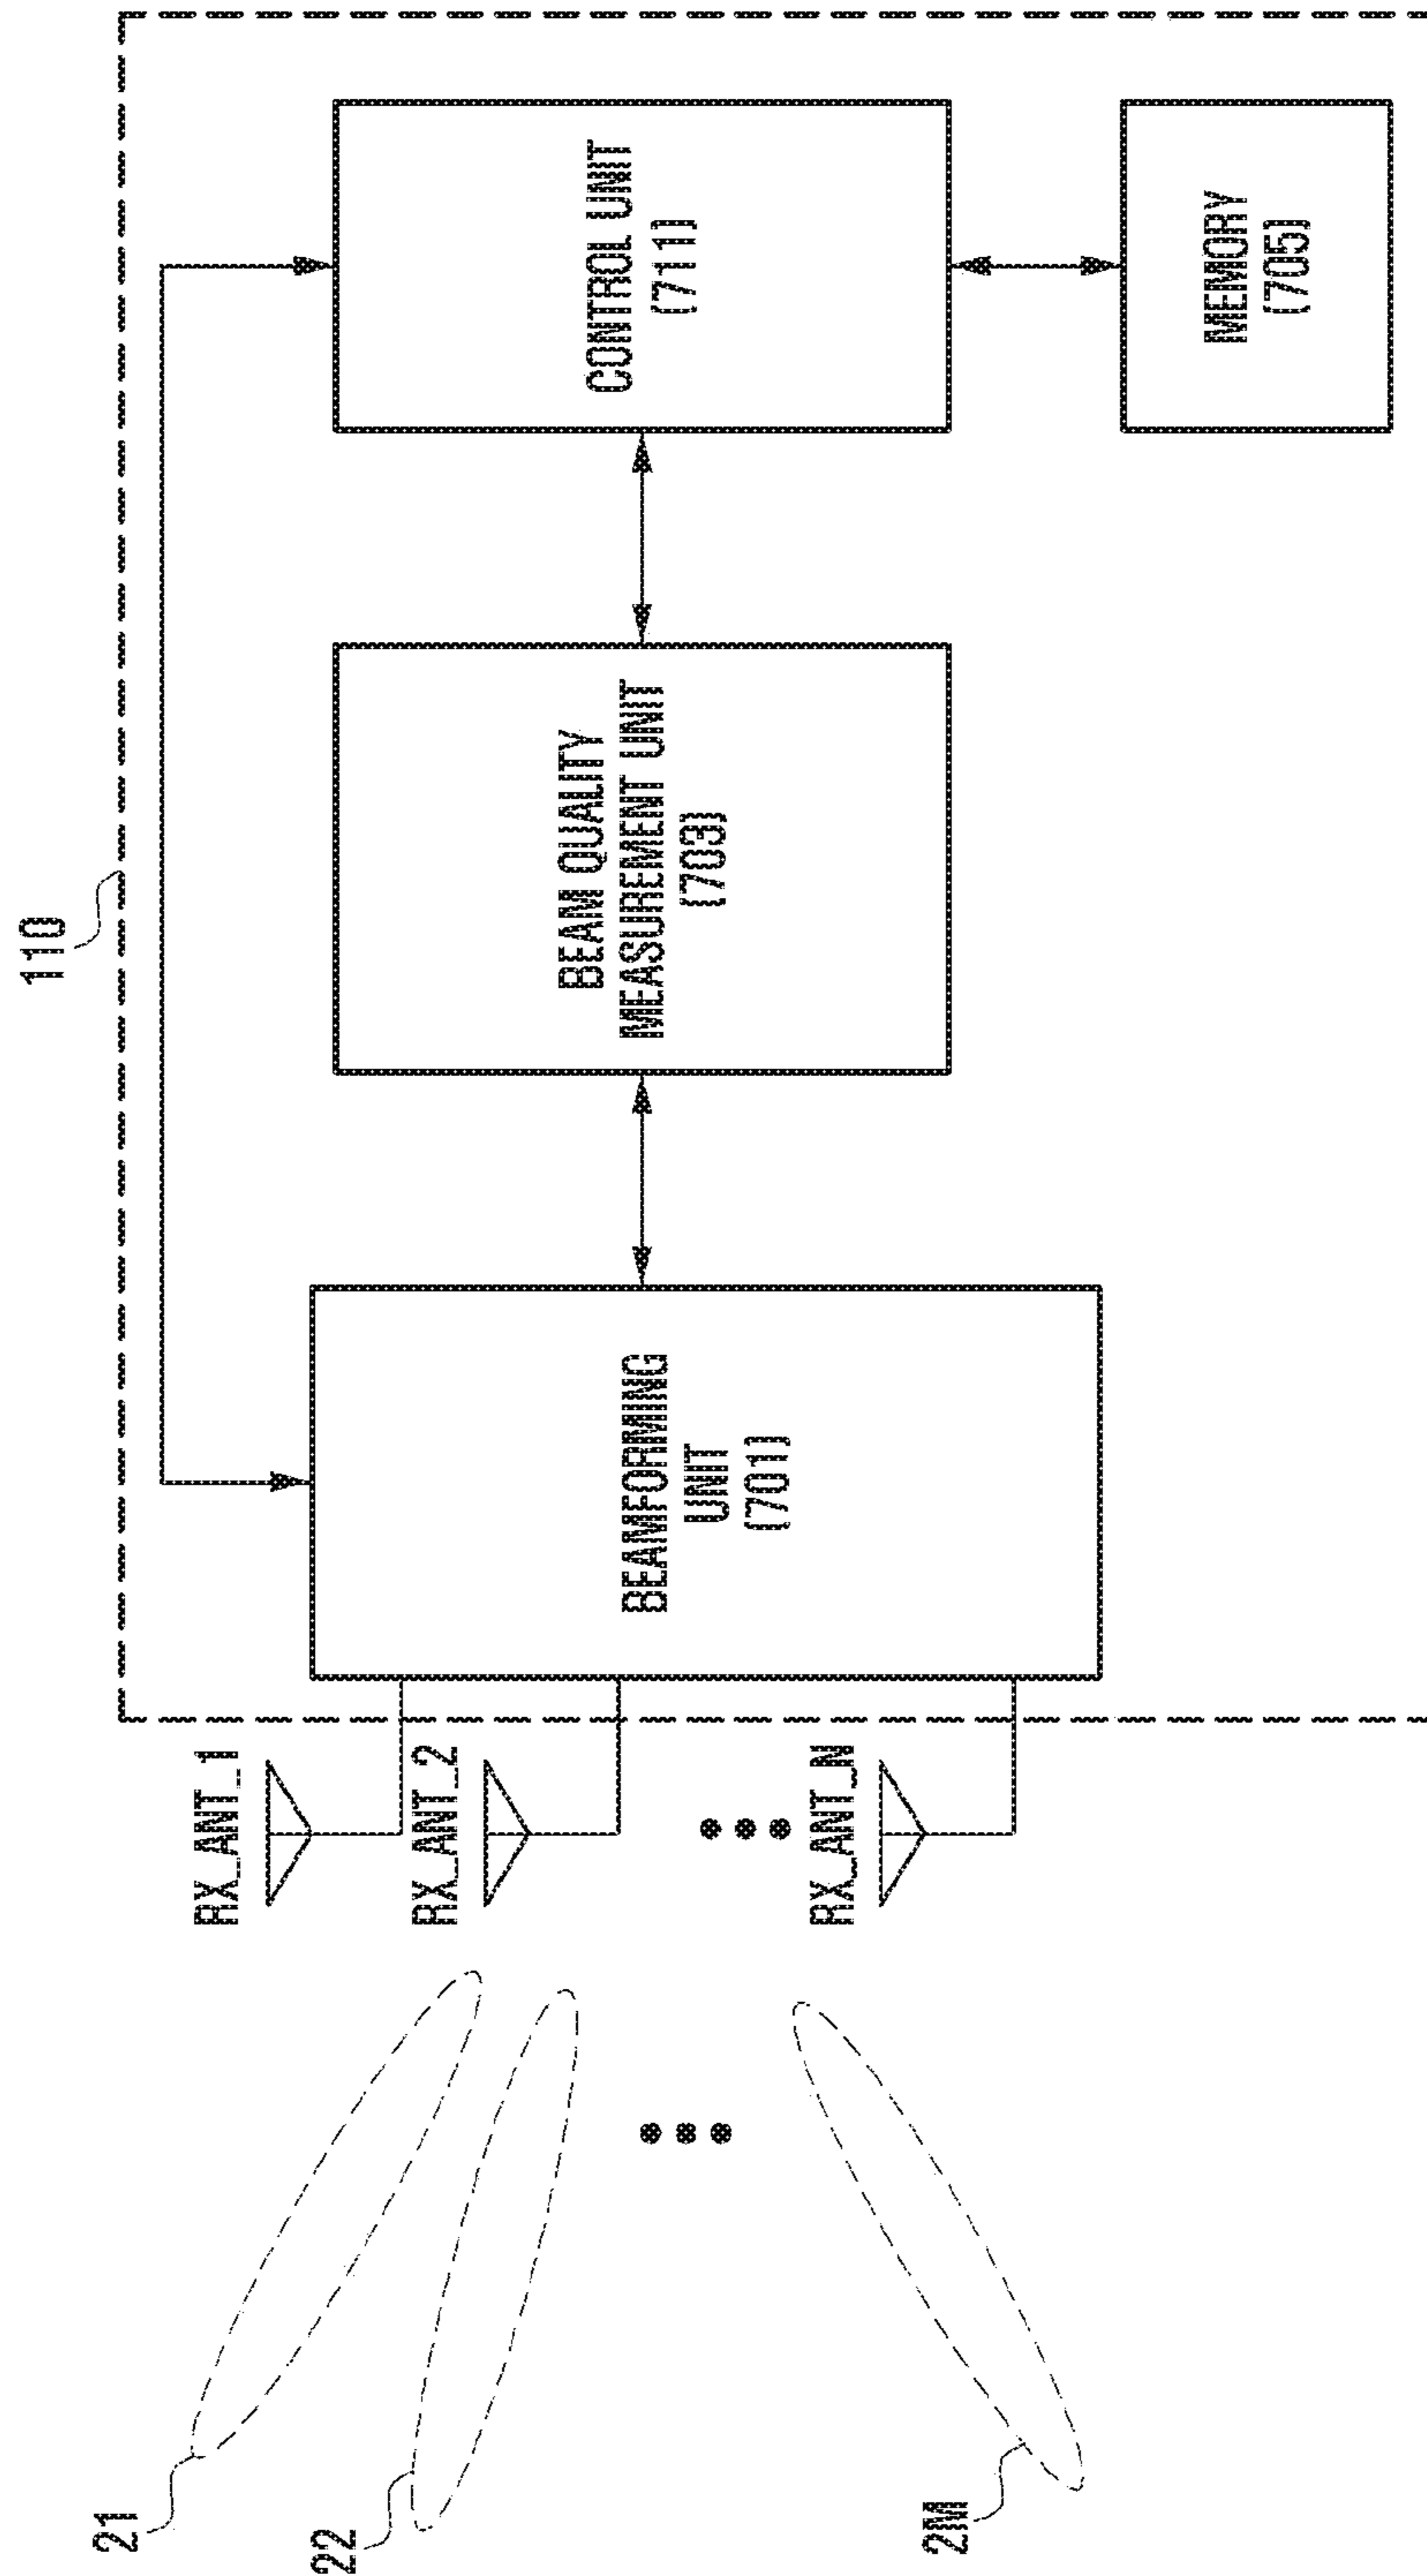 110
21
22
2M
RX_ANT_1
RX_ANT_2
RX_ANT_N
BEAMFORMING
UNIT
(701)
BEAM QUALITY
MEASUREMENT UNIT
(703)
CONTROL UNIT
(711)
MEMORY
(705)